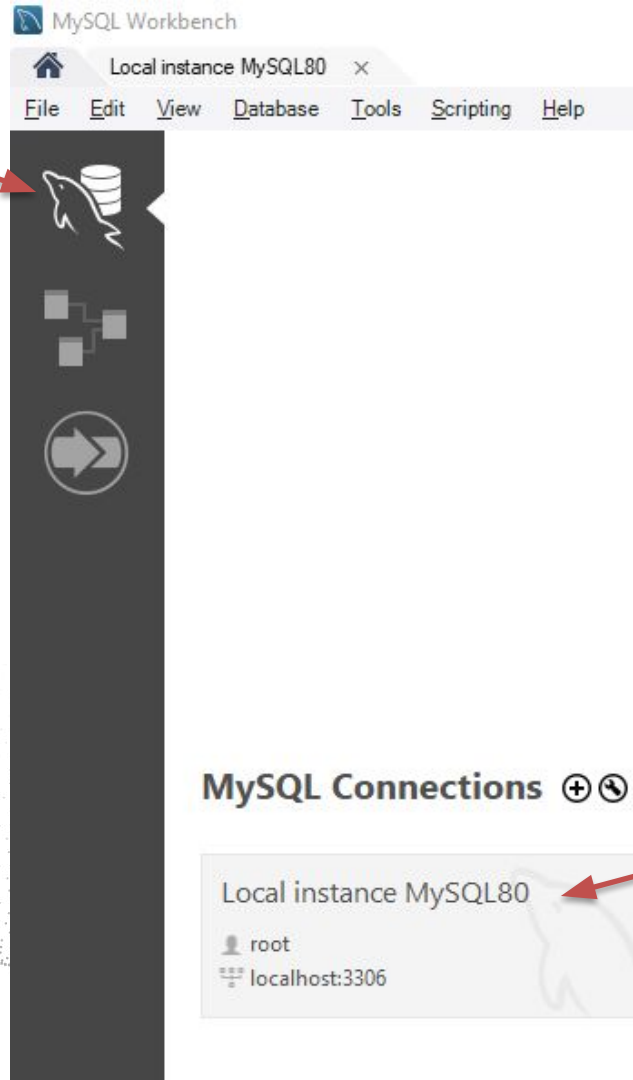 MySQL Workbench
Local instance MySQL80
File Edit View Database Tools Scripting Help
MySQL Connections
Local instance MySQL80
root
localhost:3306